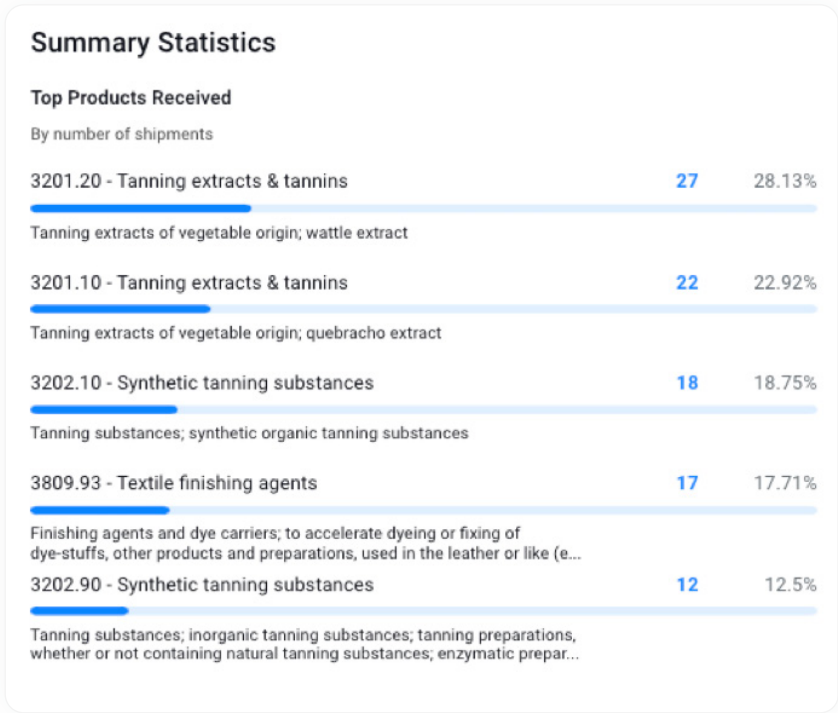 Summary Statistics
Top Products Received
By number of shipments
3201.20 - Tanning extracts & tannins 27 28.13%
Tanning extracts of vegetable origin; wattle extract
3201.10 - Tanning extracts & tannins 22 22.92%
Tanning extracts of vegetable origin; quebracho extract
3202.10 - Synthetic tanning substances 18 18.75%
Tanning substances; synthetic organic tanning substances
3809.93 - Textile finishing agents 17 17.71%
Finishing agents and dye carriers; to accelerate dyeing or fixing of
dye-stuffs, other products and preparations, used in the leather or like (e...
3202.90 - Synthetic tanning substances 12 12.5%
Tanning substances; inorganic tanning substances; tanning preparations,
whether or not containing natural tanning substances; enzymatic prepar...